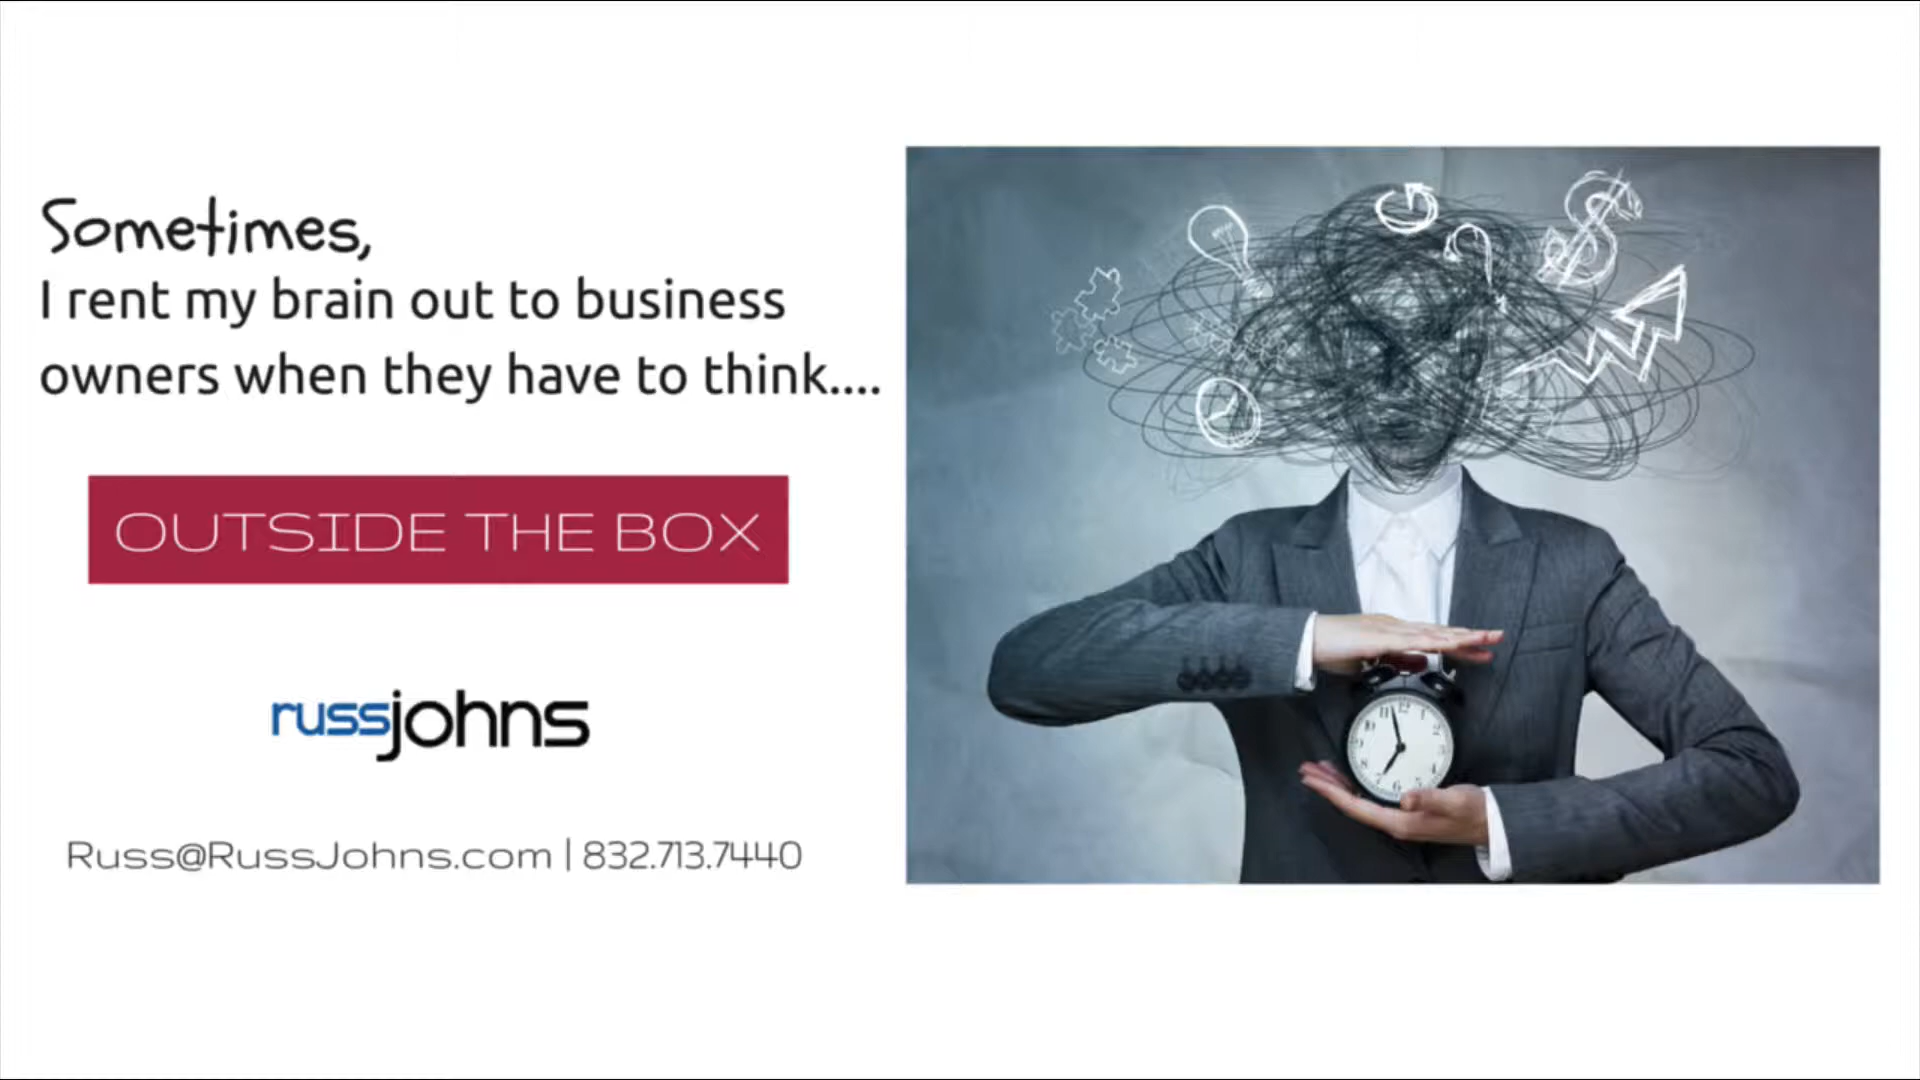 Sometimes,
I rent my brain out to business
owners when they have to think....
OUTSIDE THE BOX
russjohns
Russ@RussJohns.com | 832.713.7440